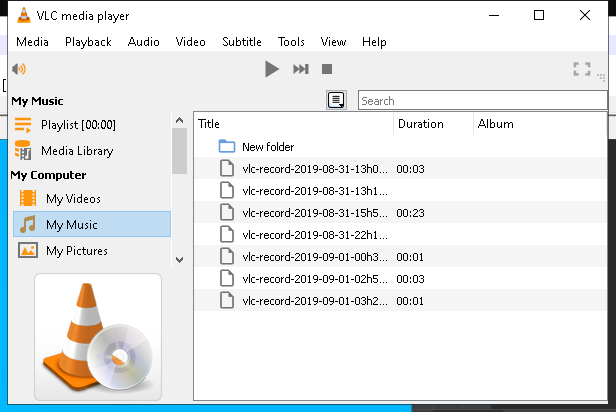 VLC media player
Media Playback Audio Video Subtitle Tools View Help
My Music
Playlist [00:00]
Media Library
My Computer
My Videos
My Music
My Pictures
Search
Title Duration Album
New folder
vlc-record-2019-08-31-13h0... 00:03
vlc-record-2019-08-31-13h1...
vlc-record-2019-08-31-15h5... 00:23
vlc-record-2019-08-31-22h1...
vlc-record-2019-09-01-00h3... 00:01
vlc-record-2019-09-01-02h5... 00:03
vlc-record-2019-09-01-03h2... 00:01